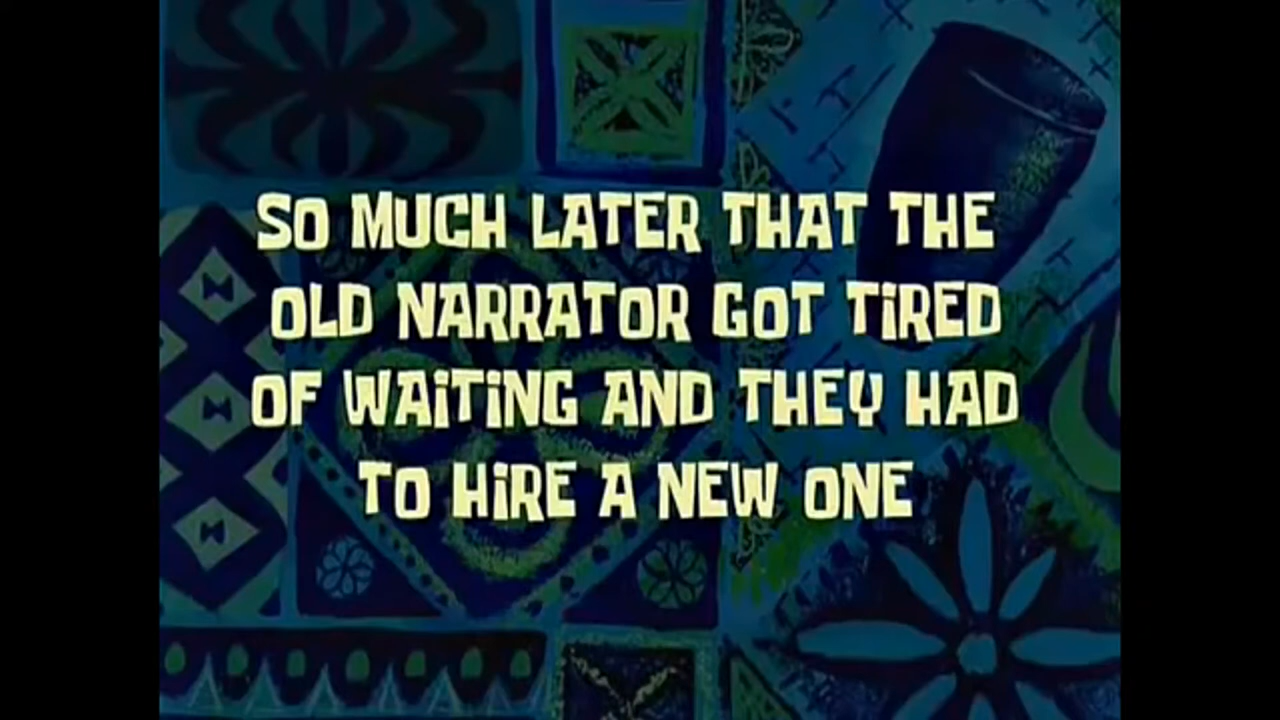 SO MUCH LATER THAT THE
OLD NARRATOR GOT TiRED
OF WAiTiNG AND THEY HAD
TO HiRE A NEW ONE